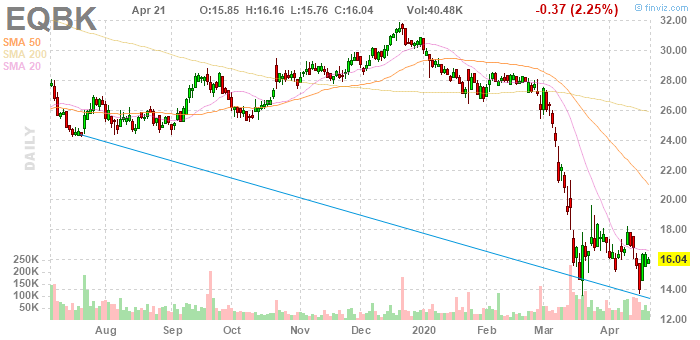 EQBK
Apr 21 O:15.85 H:16.16 L:15.76 C:16.04 Vol:40.48K -0.37 (2.25%)
© finviz.com
SMA 50
SMA 200
SMA 20
DAILY
32.00
30.00
28.00
26.00
24.00
22.00
20.00
18.00
16.04
16.00
14.00
12.00
250K
200K
150K
100K
50K
Aug Sep Oct Nov Dec 2020 Feb Mar Apr